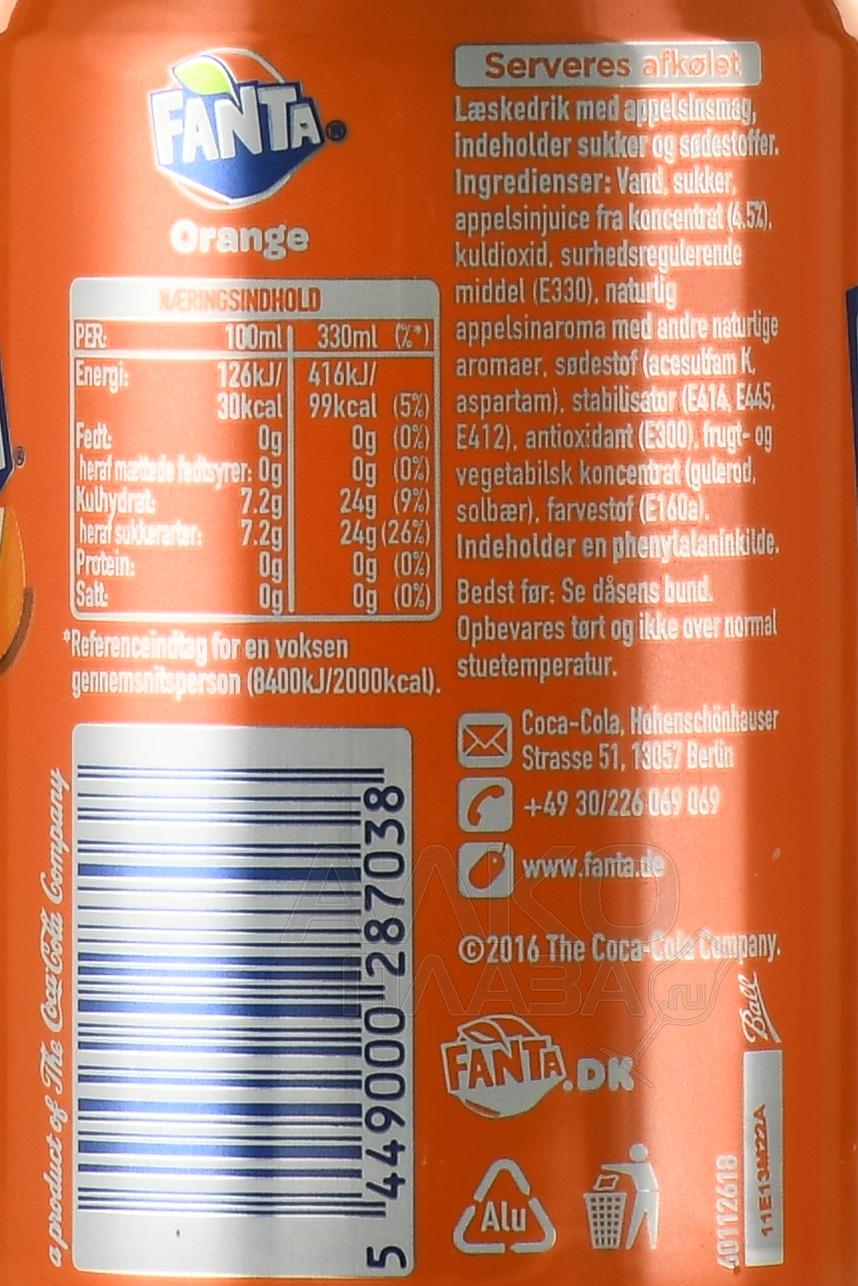 FANTA®
Orange
NÆRINGSINDHOLD
PER: 100ml 330ml (%*)
Energi: 126kJ/ 416kJ/
30kcal 99kcal (5%)
Fedt: 0g 0g (0%)
heraf mættede fedtsyrer: 0g 0g (0%)
Kulhydrat: 7.2g 24g (9%)
heraf sukkerarter: 7.2g 24g (26%)
Protein: 0g 0g (0%)
Salt: 0g 0g (0%)
*Referenceindtag for en voksen
gennemsnitsperson (8400kJ/2000kcal).
a product of The Coca-Cola Company
5 449000 287038
Serveres afkølet
Læskedrik med appelsinsmag,
indeholder sukker og sødestoffer.
Ingredienser: Vand, sukker,
appelsinjuice fra koncentrat (4.5%),
kuldioxid, surhedsregulerende
middel (E330), naturlig
appelsinaroma med andre naturlige
aromaer, sødestof (acesulfam K,
aspartam), stabilisator (E414, E445,
E412), antioxidant (E300), frugt- og
vegetabilsk koncentrat (gulerod,
solbær), farvestof (E160a).
Indeholder en phenylalaninkilde.
Bedst før: Se dåsens bund.
Opbevares tørt og ikke over normal
stuetemperatur.
Coca-Cola, Hohenschönhauser
Strasse 51, 13057 Berlin
+49 30/226 069 069
www.fanta.de
©2016 The Coca-Cola Company.
АЛКО
ПЛАЗА.ru
FANTA.DK
Ball
Alu
60112618
11E13M22A